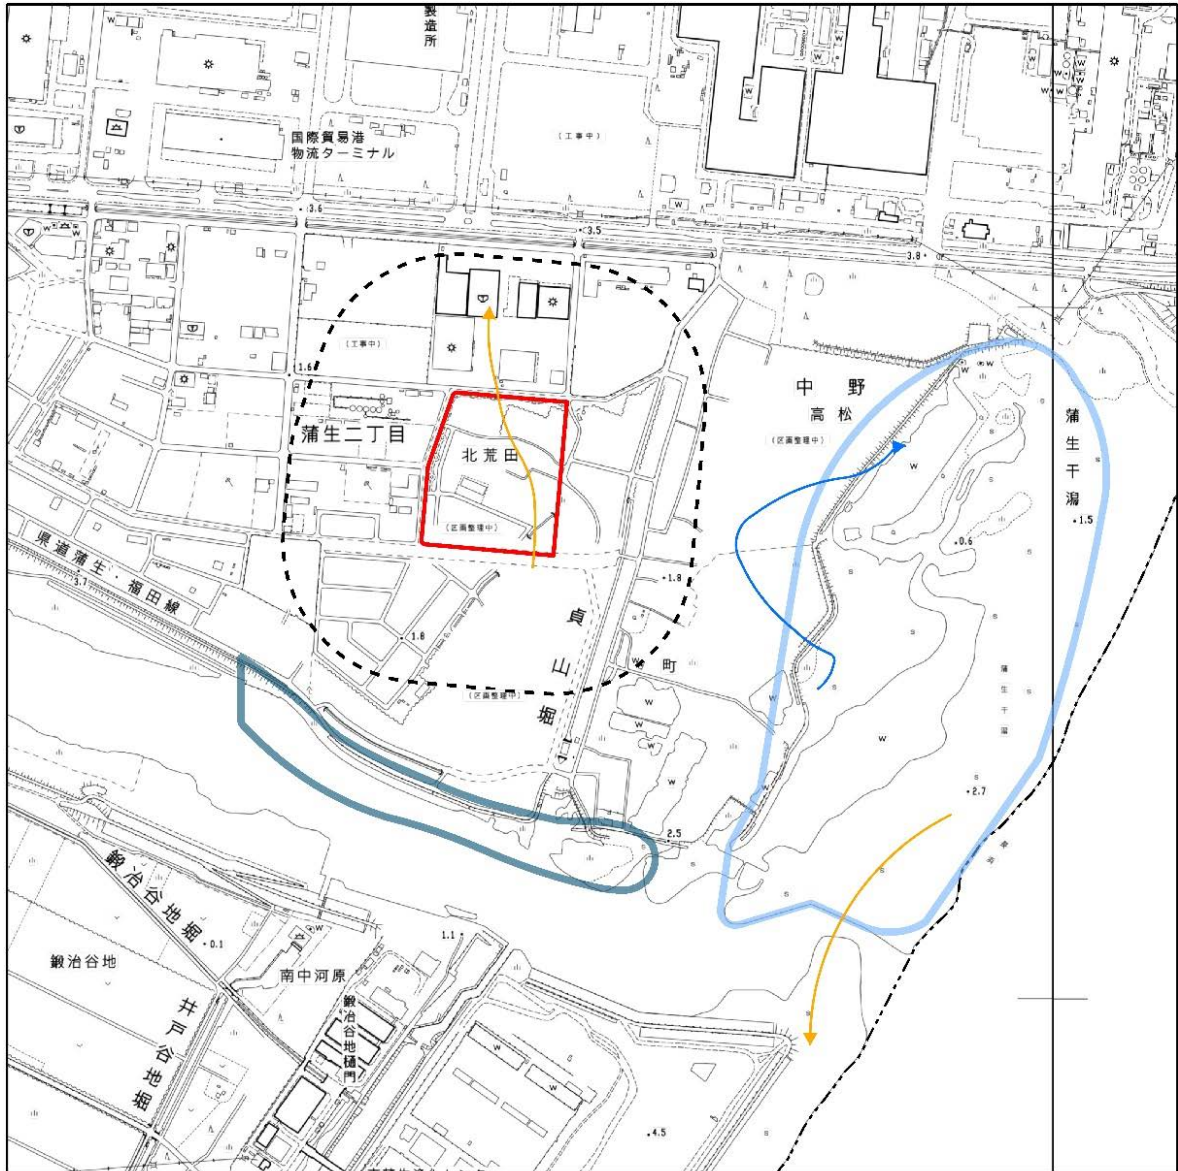 製造所
国際貿易港
物流ターミナル
(工事中)
3.6
3.5
3.8
(工事中)
1.6
蒲生二丁目
北荒田
(区画整理中)
中野
高松
(区画整理中)
蒲生干潟
1.5
0.6
県道蒲生・福田線
3.7
1.8
1.8
貞山堀
町
(区画整理中)
蒲生干潟
2.7
2.5
鍛冶谷地堀
0.1
1.1
鍛冶谷地
南中河原
鍛冶谷地樋門
井戸谷地堀
4.5